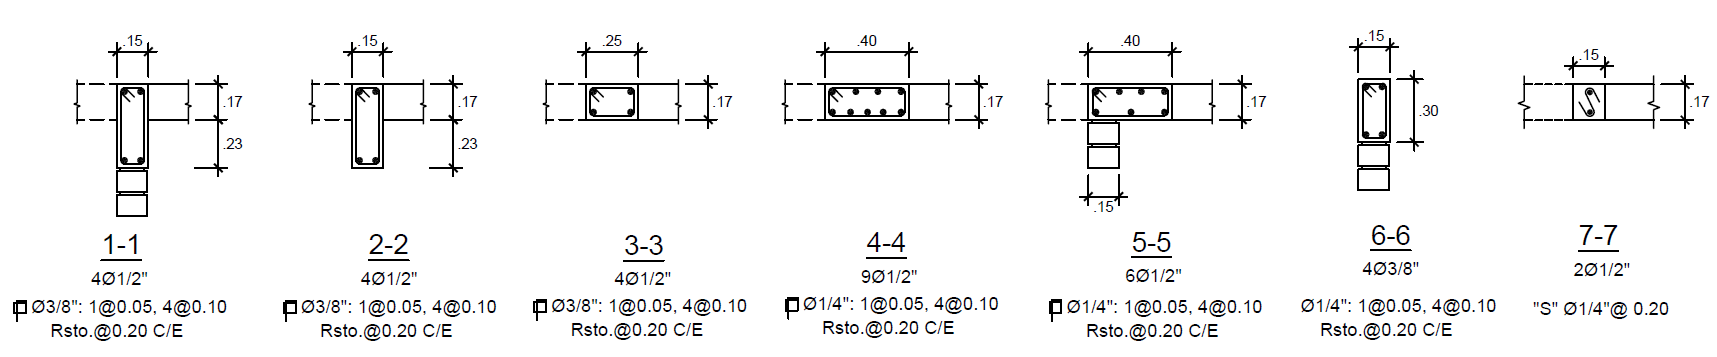 .15
.17
.23
1-1
4Ø1/2"
Ø3/8": 1@0.05, 4@0.10
Rsto.@0.20 C/E
.15
.17
.23
2-2
4Ø1/2"
Ø3/8": 1@0.05, 4@0.10
Rsto.@0.20 C/E
.25
.17
3-3
4Ø1/2"
Ø3/8": 1@0.05, 4@0.10
Rsto.@0.20 C/E
.40
.17
4-4
9Ø1/2"
Ø1/4": 1@0.05, 4@0.10
Rsto.@0.20 C/E
.40
.17
.15
5-5
6Ø1/2"
Ø1/4": 1@0.05, 4@0.10
Rsto.@0.20 C/E
.15
.30
6-6
4Ø3/8"
Ø1/4": 1@0.05, 4@0.10
Rsto.@0.20 C/E
.15
.17
7-7
2Ø1/2"
"S" Ø1/4"@ 0.20